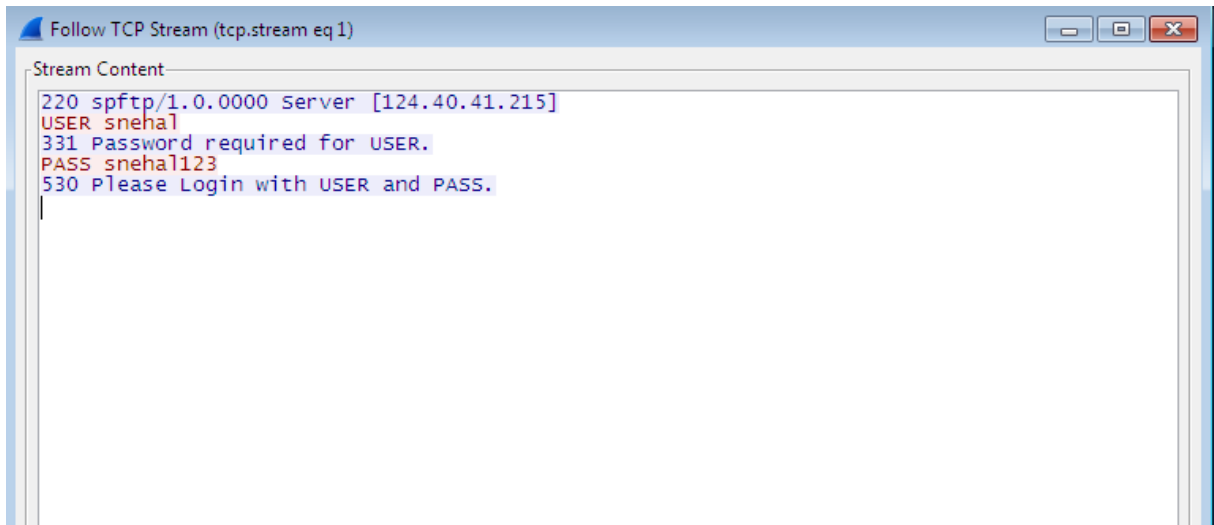 Follow TCP Stream (tcp.stream eq 1)
Stream Content
220 spftp/1.0.0000 Server [124.40.41.215]
USER snehal
331 Password required for USER.
PASS snehal123
530 Please Login with USER and PASS.